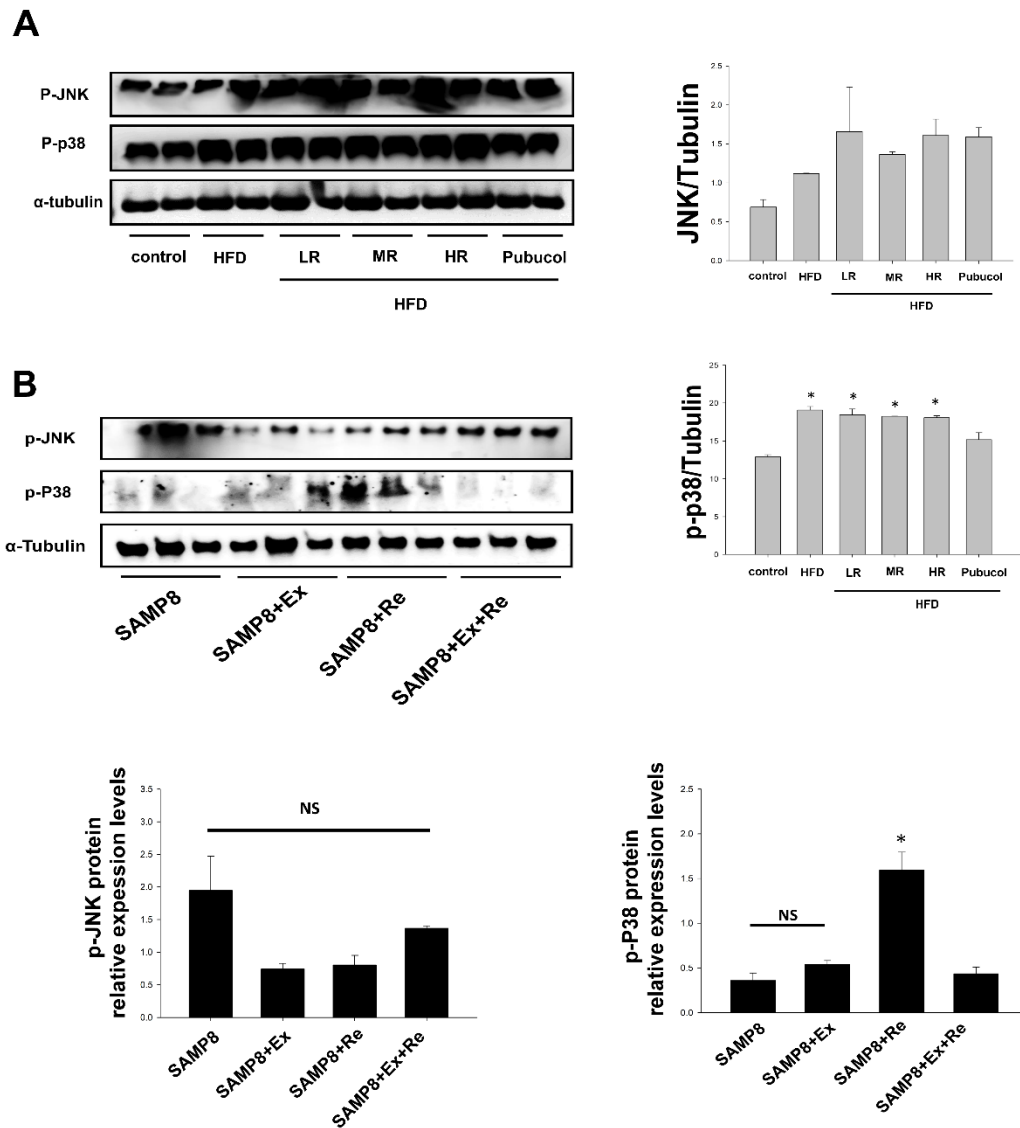 A
P-JNK
P-p38
α-tubulin
control HFD LR MR HR Pubucol
HFD
JNK/Tubulin
2.5
2.0
1.5
1.0
0.5
0.0
control HFD LR MR HR Pubucol
HFD
B
p-JNK
p-P38
α-Tubulin
SAMP8 SAMP8+Ex SAMP8+Re SAMP8+Ex+Re
p-p38/Tubulin
25
20
15
10
5
0
* * * *
control HFD LR MR HR Pubucol
HFD
p-JNK protein
relative expesion levels
3.5
3.0
2.5
2.0
1.5
1.0
0.5
0.0
NS
SAMP8 SAMP8+Ex SAMP8+Re SAMP8+Ex+Re
p-P38 protein
relative expression levels
2.5
2.0
1.5
1.0
0.5
0.0
NS
*
SAMP8 SAMP8+Ex SAMP8+Re SAMP8+Ex+Re